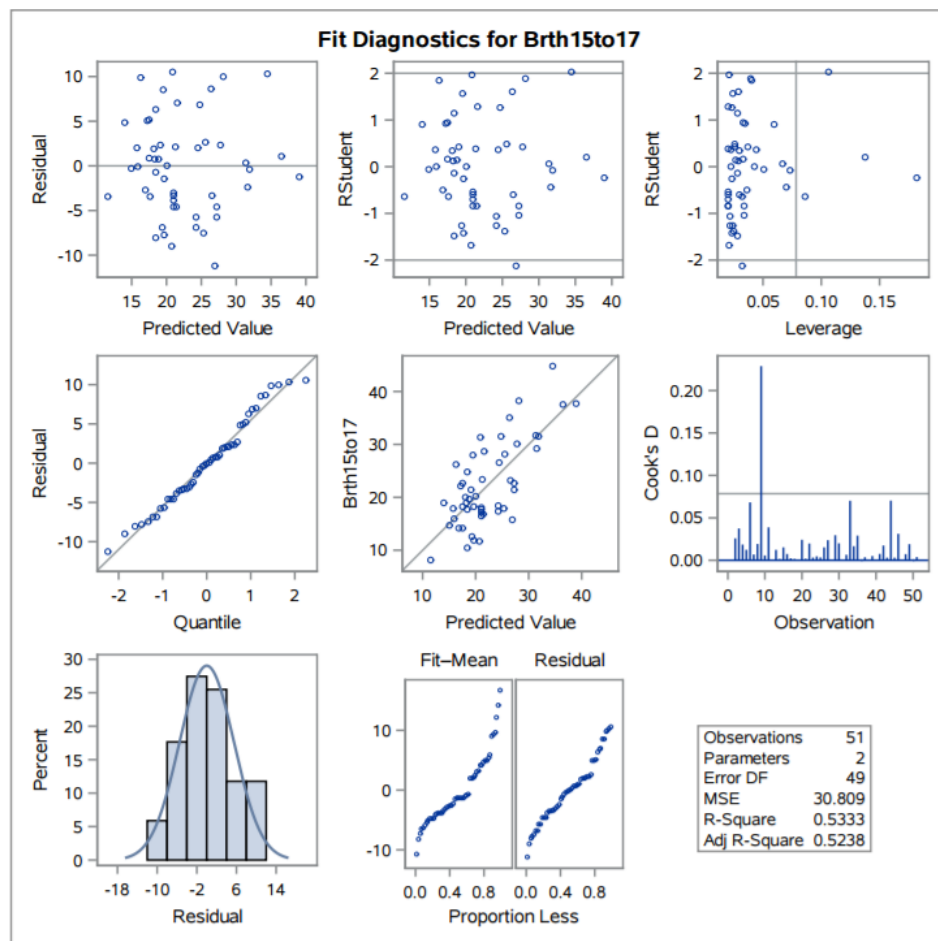 Fit Diagnostics for Brth15to17
10
5
0
-5
-10
Residual
15 20 25 30 35 40
Predicted Value
2
1
0
-1
-2
RStudent
15 20 25 30 35 40
Predicted Value
2
1
0
-1
-2
RStudent
0.05 0.10 0.15
Leverage
10
5
0
-5
-10
Residual
-2 -1 0 1 2
Quantile
40
30
20
10
Brth15to17
10 20 30 40
Predicted Value
0.20
0.15
0.10
0.05
0.00
Cook's D
0 10 20 30 40 50
Observation
30
25
20
15
10
5
0
Percent
-18 -10 -2 6 14
Residual
Fit–Mean Residual
10
0
-10
0.0 0.4 0.8 0.0 0.4 0.8
Proportion Less
Observations 51
Parameters 2
Error DF 49
MSE 30.809
R-Square 0.5333
Adj R-Square 0.5238